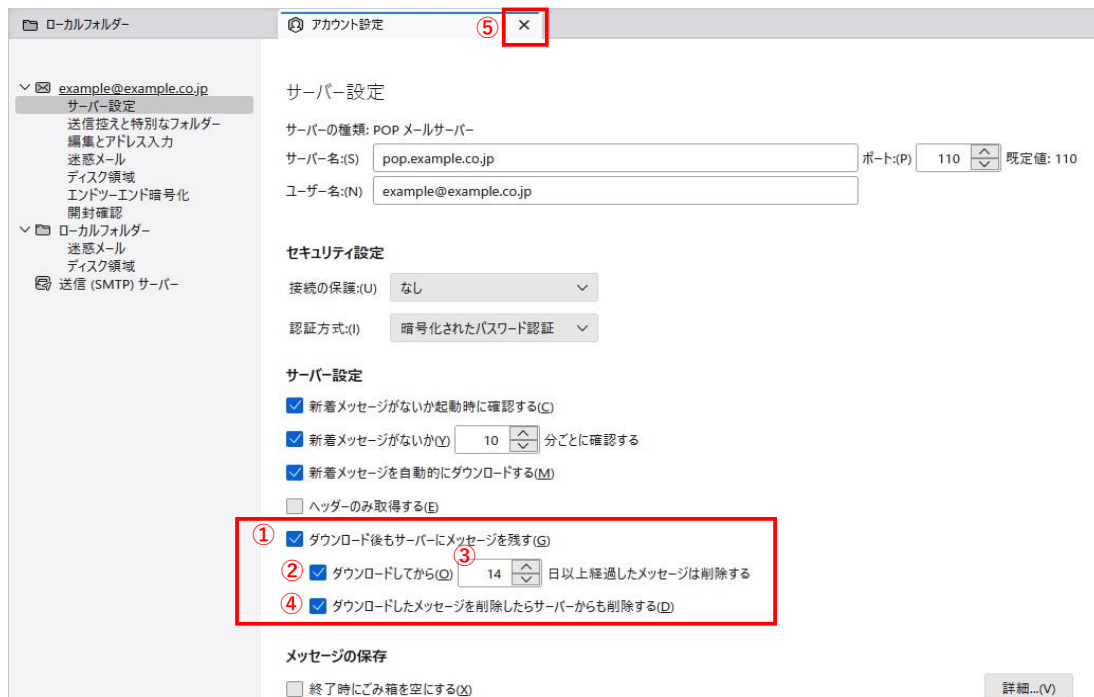 ローカルフォルダー
アカウント設定
⑤
×
example@example.co.jp
サーバー設定
送信控えと特別なフォルダー
編集とアドレス入力
迷惑メール
ディスク領域
エンドツーエンド暗号化
開封確認
ローカルフォルダー
迷惑メール
ディスク領域
送信 (SMTP) サーバー
サーバー設定
サーバーの種類: POP メールサーバー
サーバー名:(S) pop.example.co.jp ポート:(P) 110 既定値: 110
ユーザー名:(N) example@example.co.jp
セキュリティ設定
接続の保護:(U) なし
認証方式:(I) 暗号化されたパスワード認証
サーバー設定
新着メッセージがないか起動時に確認する(C)
新着メッセージがないか(Y) 10 分ごとに確認する
新着メッセージを自動的にダウンロードする(M)
ヘッダーのみ取得する(E)
① ダウンロード後もサーバーにメッセージを残す(G)
② ダウンロードしてから(O) ③ 14 日以上経過したメッセージは削除する
④ ダウンロードしたメッセージを削除したらサーバーからも削除する(D)
メッセージの保存
終了時にごみ箱を空にする(X) 詳細...(V)